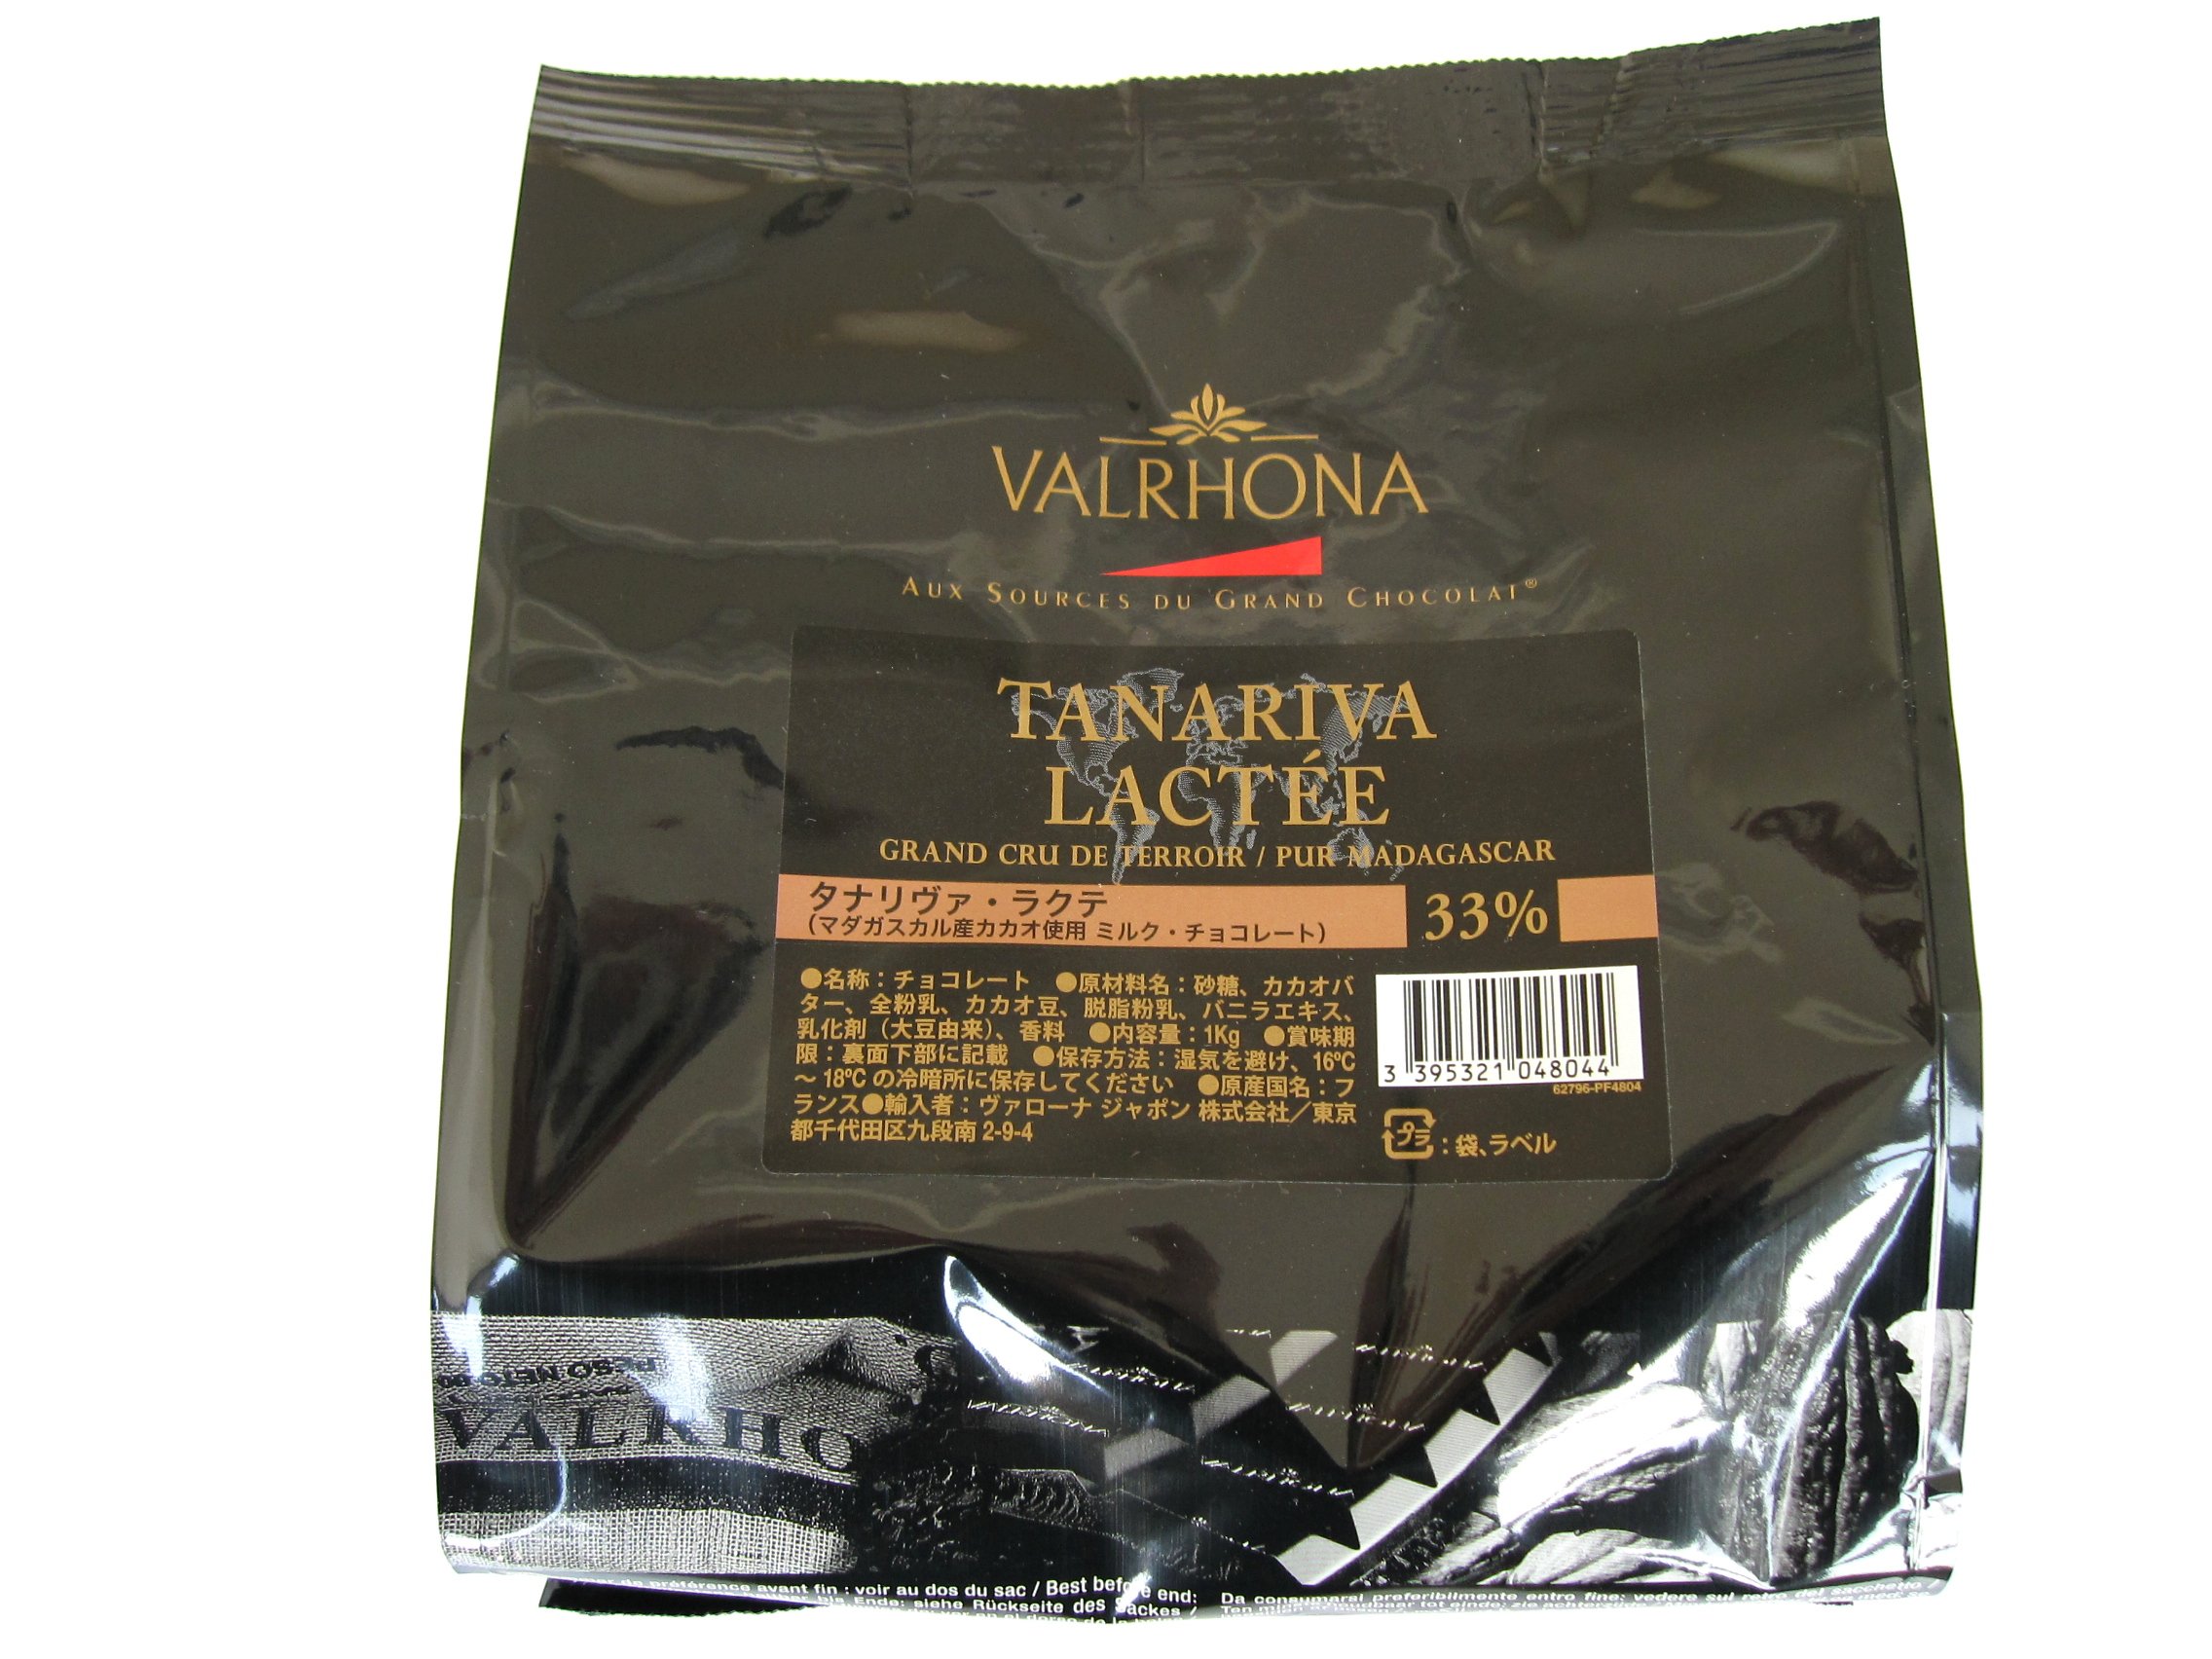 VALRHONA
AUX SOURCES DU GRAND CHOCOLAT®
TANARIVA
LACTÉE
GRAND CRU DE TERROIR / PUR MADAGASCAR
タナリヴァ・ラクテ
（マダガスカル産カカオ使用 ミルク・チョコレート）
33%
●名称：チョコレート ●原材料名：砂糖、カカオバ
ター、全粉乳、カカオ豆、脱脂粉乳、バニラエキス、
乳化剤（大豆由来）、香料 ●内容量：1Kg ●賞味期
限：裏面下部に記載 ●保存方法：湿気を避け、16℃
～18℃の冷暗所に保存してください ●原産国名：フ
ランス●輸入者：ヴァローナ ジャポン 株式会社／東京
都千代田区九段南 2-9-4
3 395321 048044
62796-PF4804
プラ：袋、ラベル
PESO NETO
VALRHO
de préférence avant fin : voir au dos du sac / Best before end:
bis Ende: siehe Rückseite des Sackes /
Da consumarsi preferibilmente entro fine: vedere sul retro del sacchetto /